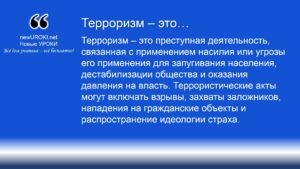 Терроризм – это…
newUROKI.net
Новые УРОКИ
Всё для учителя – всё бесплатно!
Терроризм – это преступная деятельность,
связанная с применением насилия или угрозы
его применения для запугивания населения,
дестабилизации общества и оказания
давления на власть. Террористические акты
могут включать взрывы, захваты заложников,
нападения на гражданские объекты и
распространение идеологии страха.